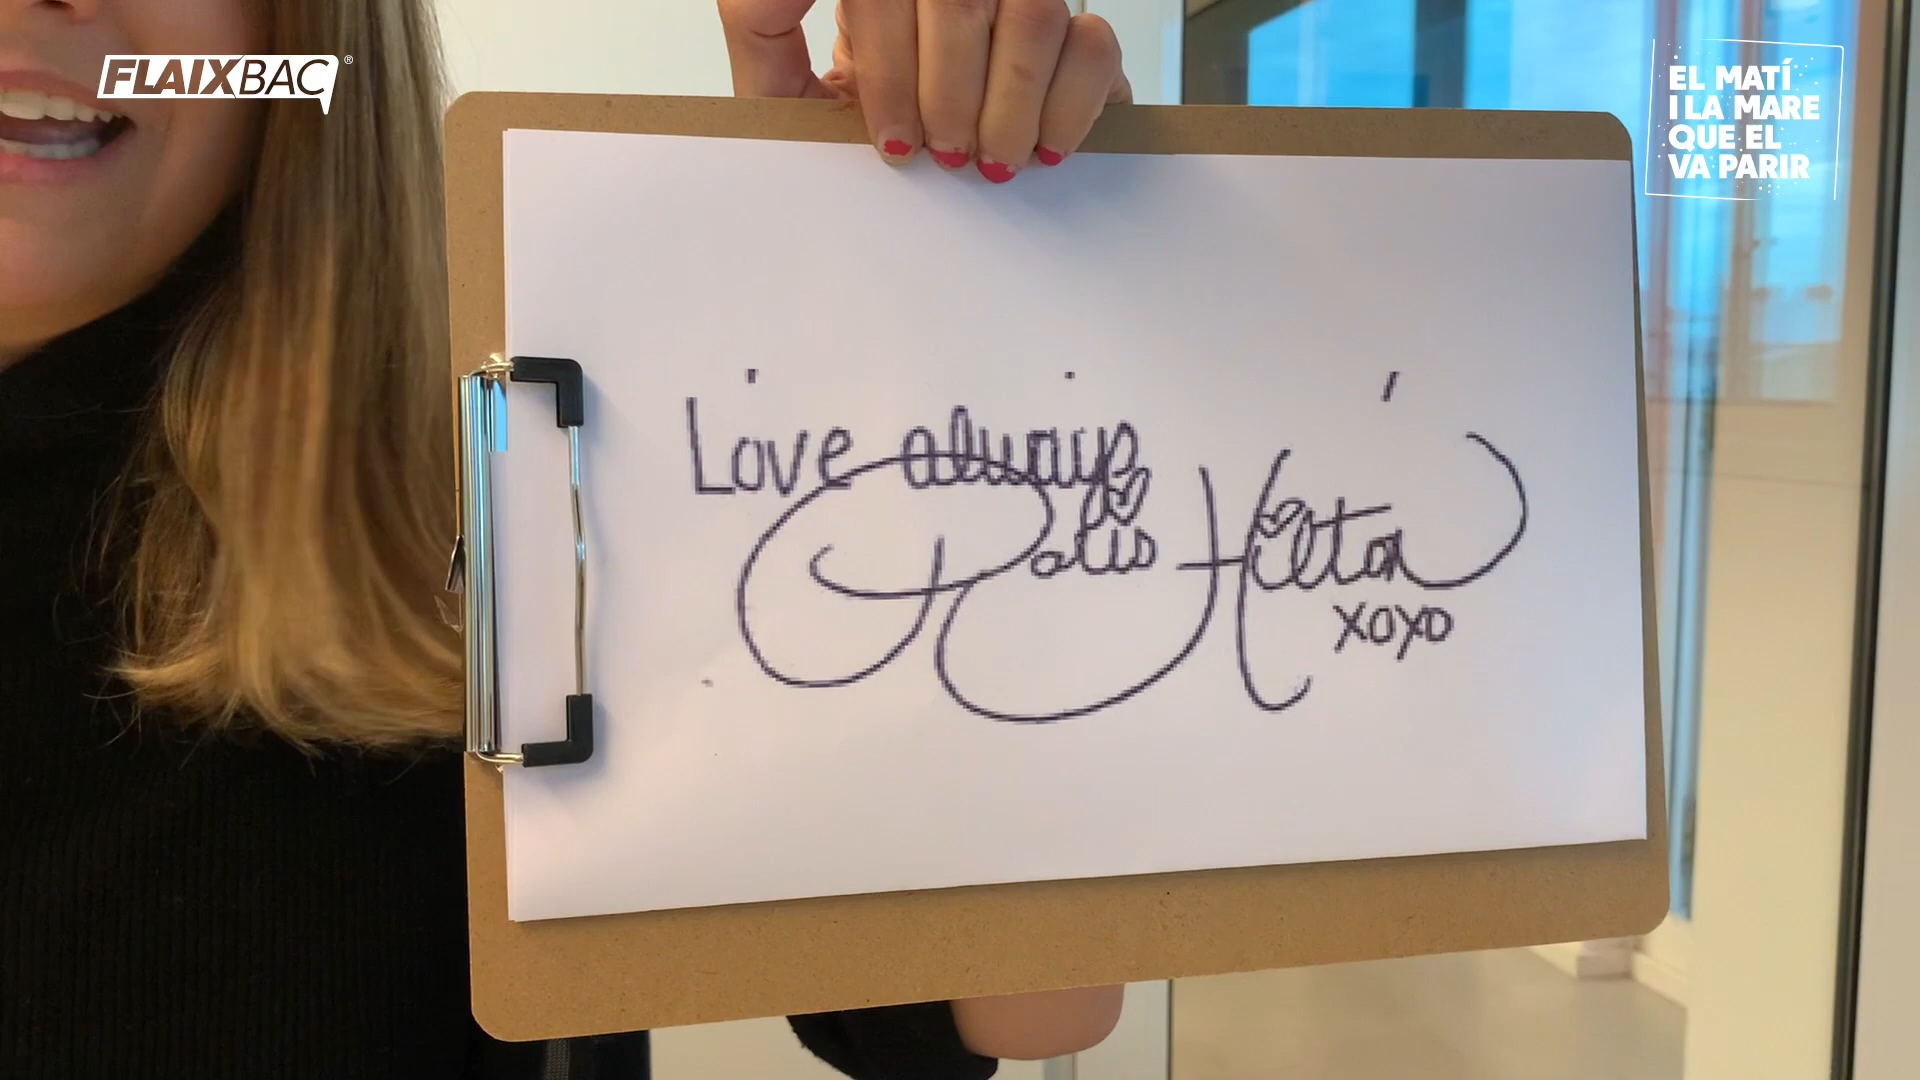 FLAIXBAC®
EL MATÍ
I LA MARE
QUE EL
VA PARIR
Love always
Paris Hilton
xoxo